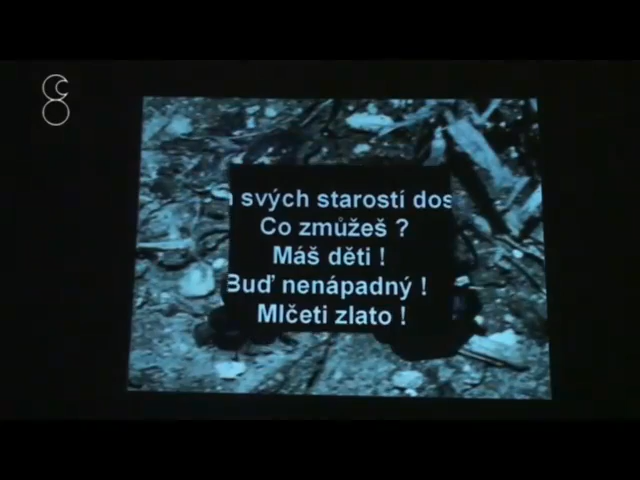 svých starostí
Co zmůžeš ?
Máš děti !
Buď nenápadný !
Mlčeti zlato !